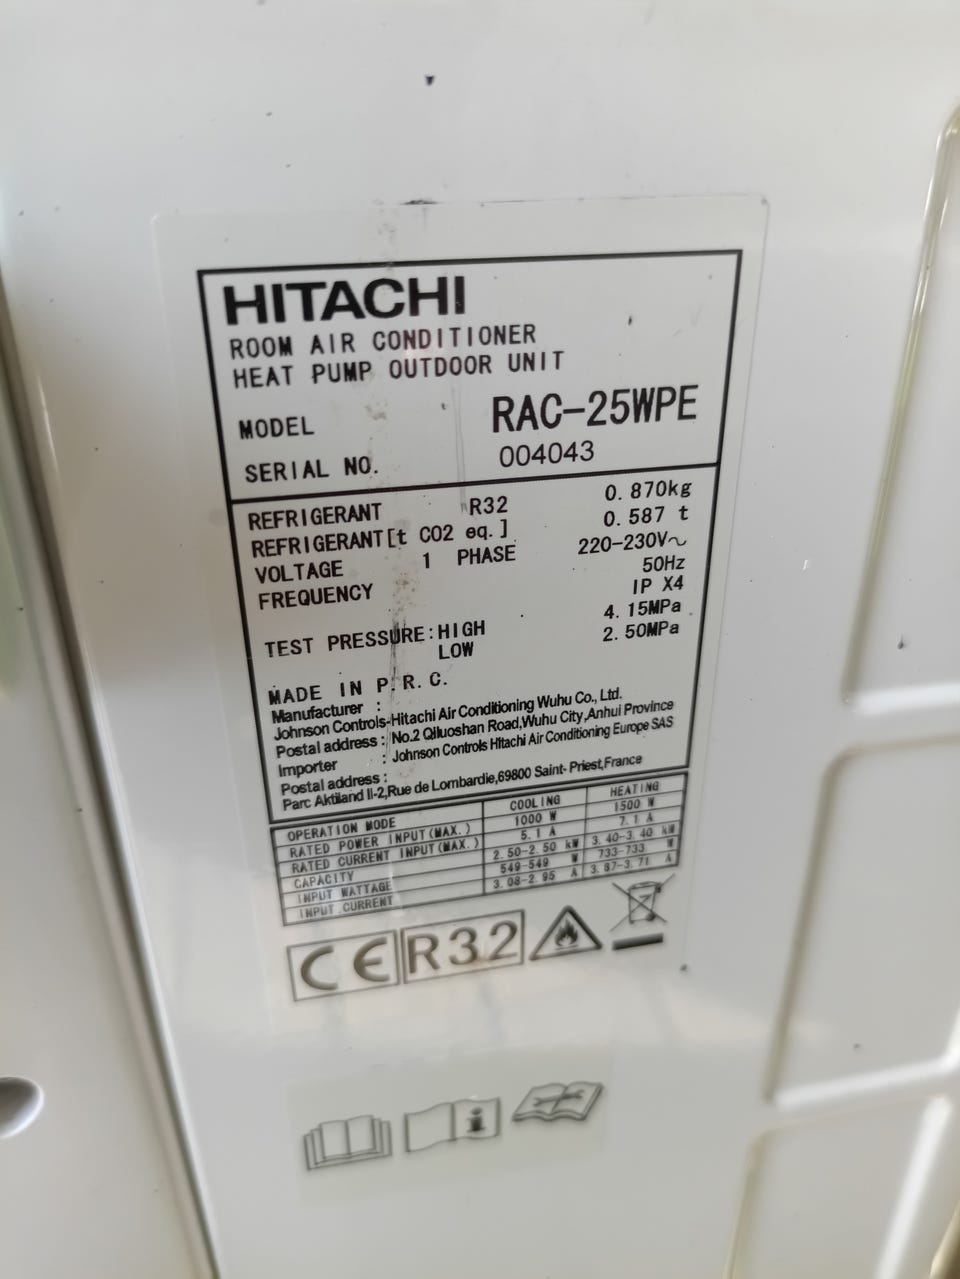 HITACHI
ROOM AIR CONDITIONER
HEAT PUMP OUTDOOR UNIT
MODEL RAC-25WPE
SERIAL NO. 004043
REFRIGERANT R32 0.870kg
REFRIGERANT[t CO2 eq.] 0.587 t
VOLTAGE 1 PHASE 220-230V~
FREQUENCY 50Hz
IP X4
TEST PRESSURE:HIGH 4.15MPa
LOW 2.50MPa
MADE IN P.R.C.
Manufacturer :
Johnson Controls-Hitachi Air Conditioning Wuhu Co., Ltd.
Postal address : No.2 Qiluoshan Road,Wuhu City,Anhui Province
Importer : Johnson Controls Hitachi Air Conditioning Europe SAS
Postal address :
Parc Aktiland II-2,Rue de Lombardie,69800 Saint- Priest,France
OPERATION MODE COOLING HEATING
RATED POWER INPUT(MAX.) 1000 W 1500 W
RATED CURRENT INPUT(MAX.) 5.1 A 7.1 A
CAPACITY 2.50-2.50 kW 3.40-3.40 kW
INPUT WATTAGE 549-549 W 733-733 W
INPUT CURRENT 3.08-2.95 A 3.87-3.71 A
CE R32
i